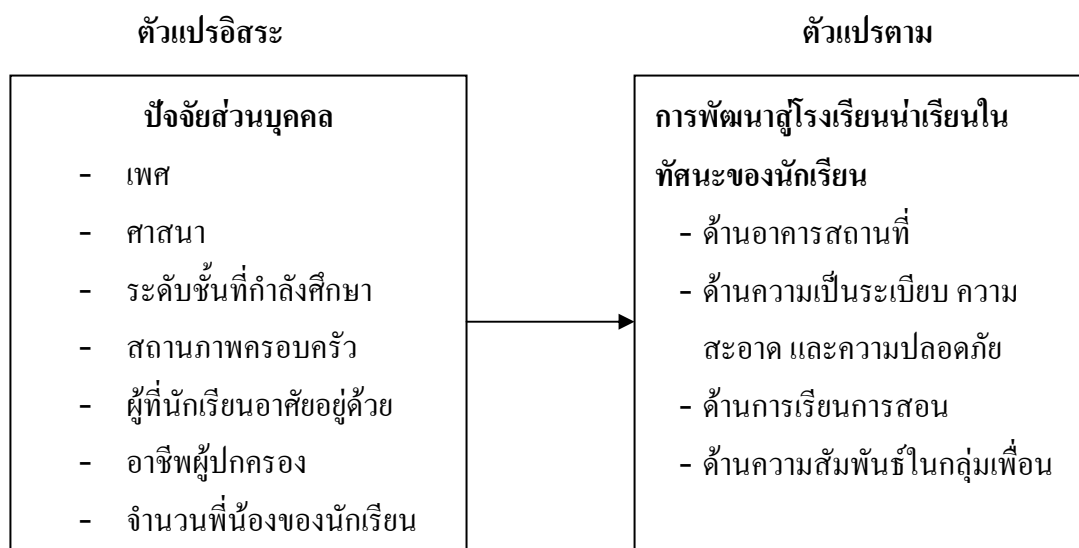 ตัวแปรอิสระ
ตัวแปรตาม
ปัจจัยส่วนบุคคล
- เพศ
- ศาสนา
- ระดับชั้นที่กำลังศึกษา
- สถานภาพครอบครัว
- ผู้ที่นักเรียนอาศัยอยู่ด้วย
- อาชีพผู้ปกครอง
- จำนวนพี่น้องของนักเรียน
การพัฒนาสู่โรงเรียนน่าเรียนใน
ทัศนะของนักเรียน
- ด้านอาคารสถานที่
- ด้านความเป็นระเบียบ ความ
สะอาด และความปลอดภัย
- ด้านการเรียนการสอน
- ด้านความสัมพันธ์ในกลุ่มเพื่อน